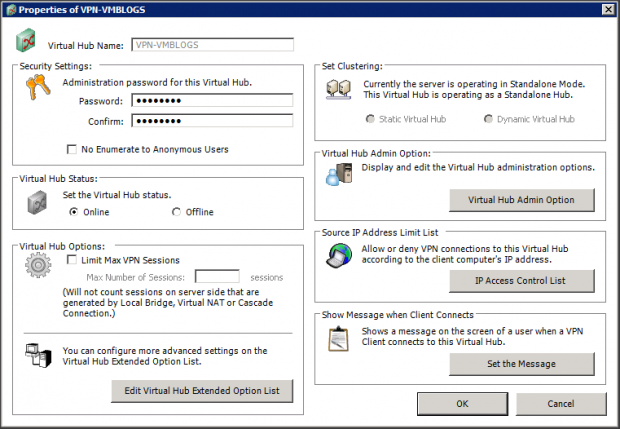 Properties of VPN-VMBLOGS
Virtual Hub Name: VPN-VMBLOGS
Security Settings:
Administration password for this Virtual Hub.
Password: ●●●●●●●●
Confirm: ●●●●●●●●
No Enumerate to Anonymous Users
Virtual Hub Status:
Set the Virtual Hub status.
Online Offline
Virtual Hub Options:
Limit Max VPN Sessions
Max Number of Sessions: sessions
(Will not count sessions on server side that are
generated by Local Bridge, Virtual NAT or Cascade
Connection.)
You can configure more advanced settings on the
Virtual Hub Extended Option List.
Edit Virtual Hub Extended Option List
Set Clustering:
Currently the server is operating in Standalone Mode.
This Virtual Hub is operating as a Standalone Hub.
Static Virtual Hub Dynamic Virtual Hub
Virtual Hub Admin Option:
Display and edit the Virtual Hub administration options.
Virtual Hub Admin Option
Source IP Address Limit List
Allow or deny VPN connections to this Virtual Hub
according to the client computer's IP address.
IP Access Control List
Show Message when Client Connects
Shows a message on the screen of a user when a VPN
Client connects to this Virtual Hub.
Set the Message
OK Cancel